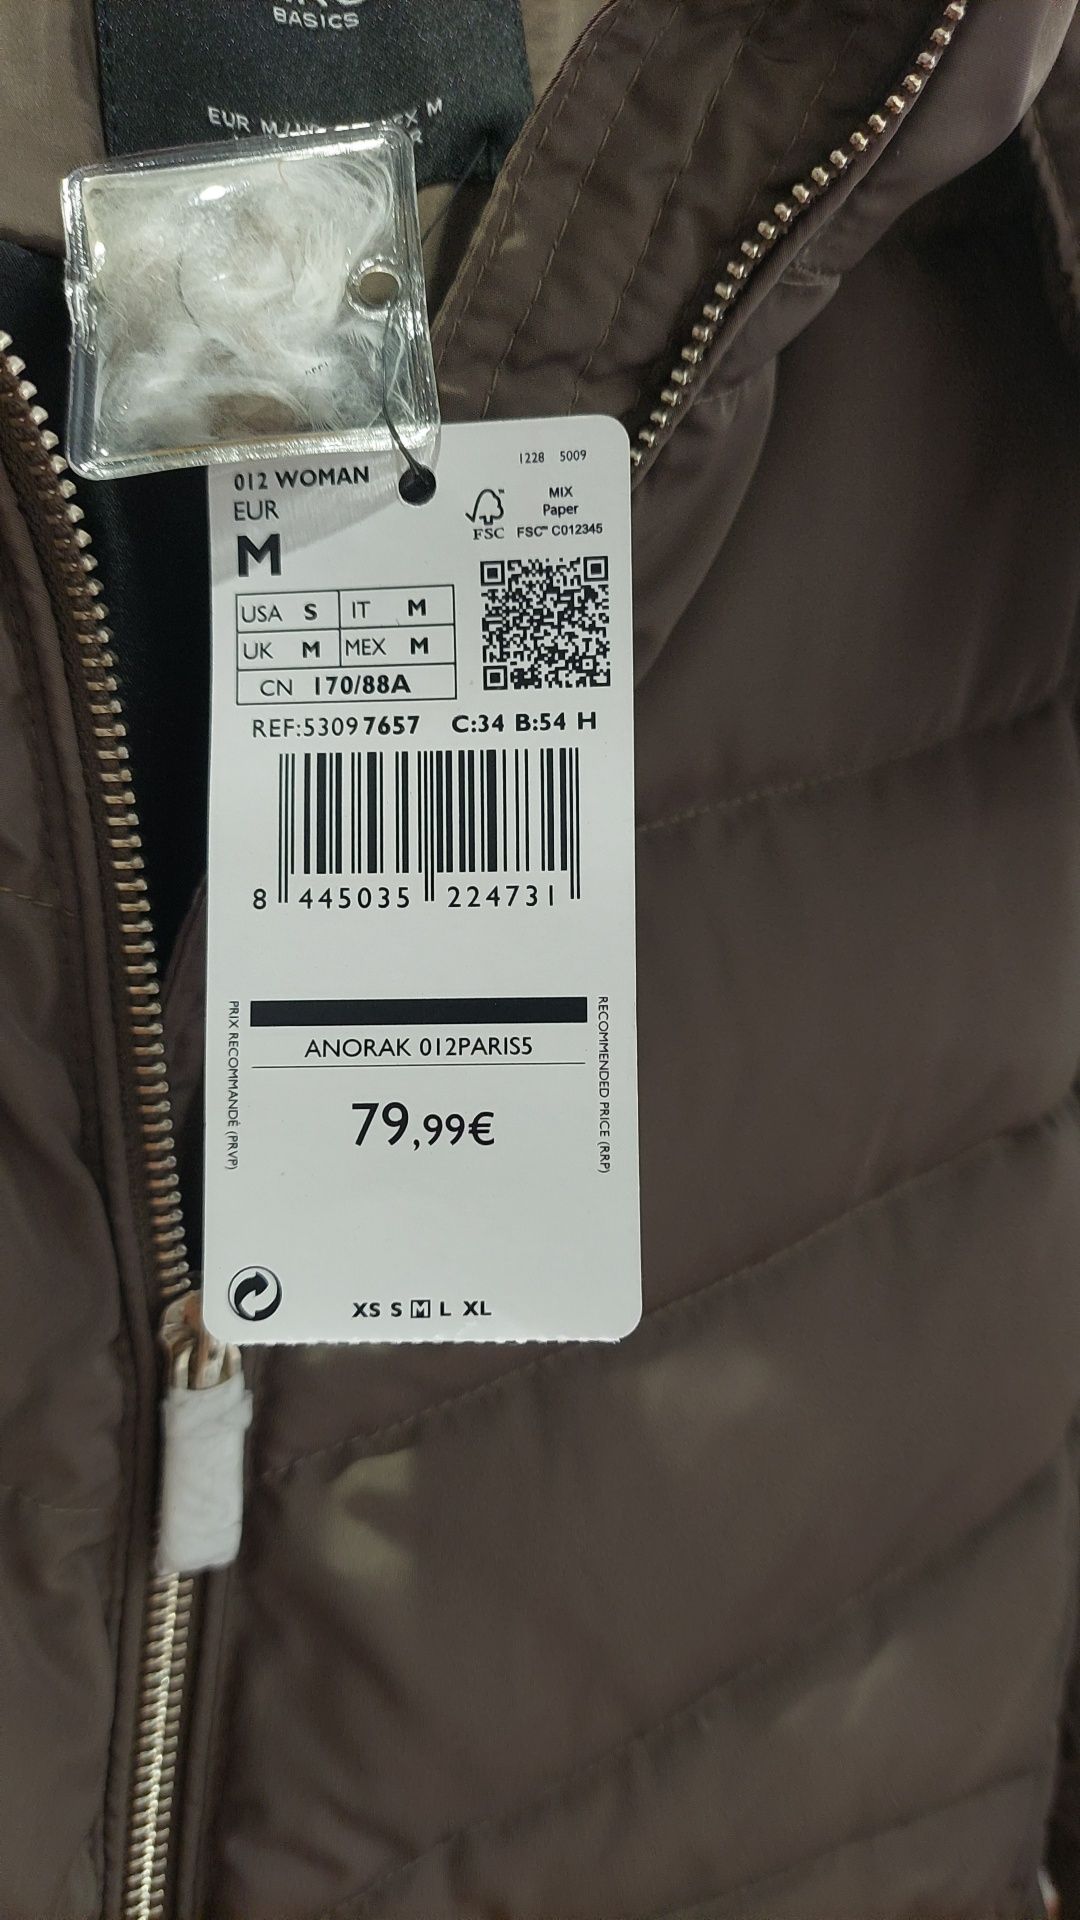 BASICS
EUR M
M
012 WOMAN
EUR
M
1228 5009
FSC
MIX
Paper
FSC™ C012345
USA S IT M
UK M MEX M
CN 170/88A
REF:53097657 C:34 B:54 H
8 445035 224731
PRIX RECOMMANDÉ (PRVP)
RECOMMENDED PRICE (RRP)
ANORAK 012PARIS5
79,99€
XS S M L XL